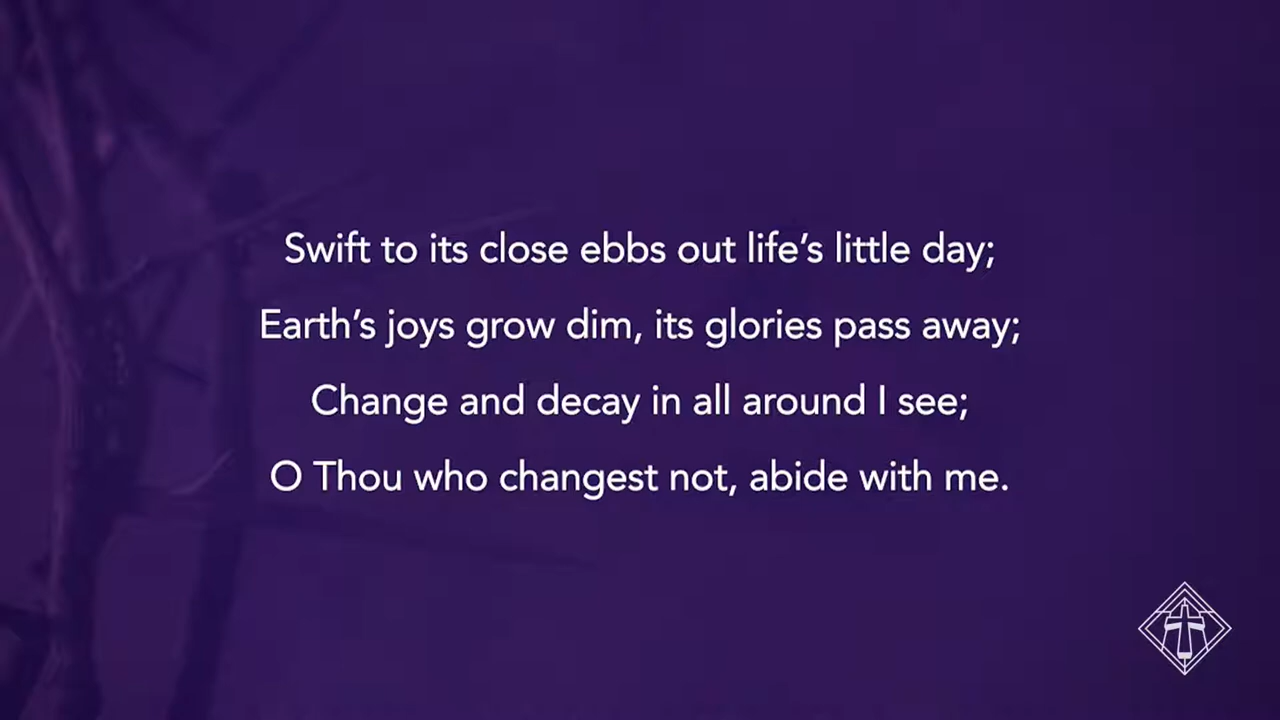 Swift to its close ebbs out life’s little day;
Earth’s joys grow dim, its glories pass away;
Change and decay in all around I see;
O Thou who changest not, abide with me.